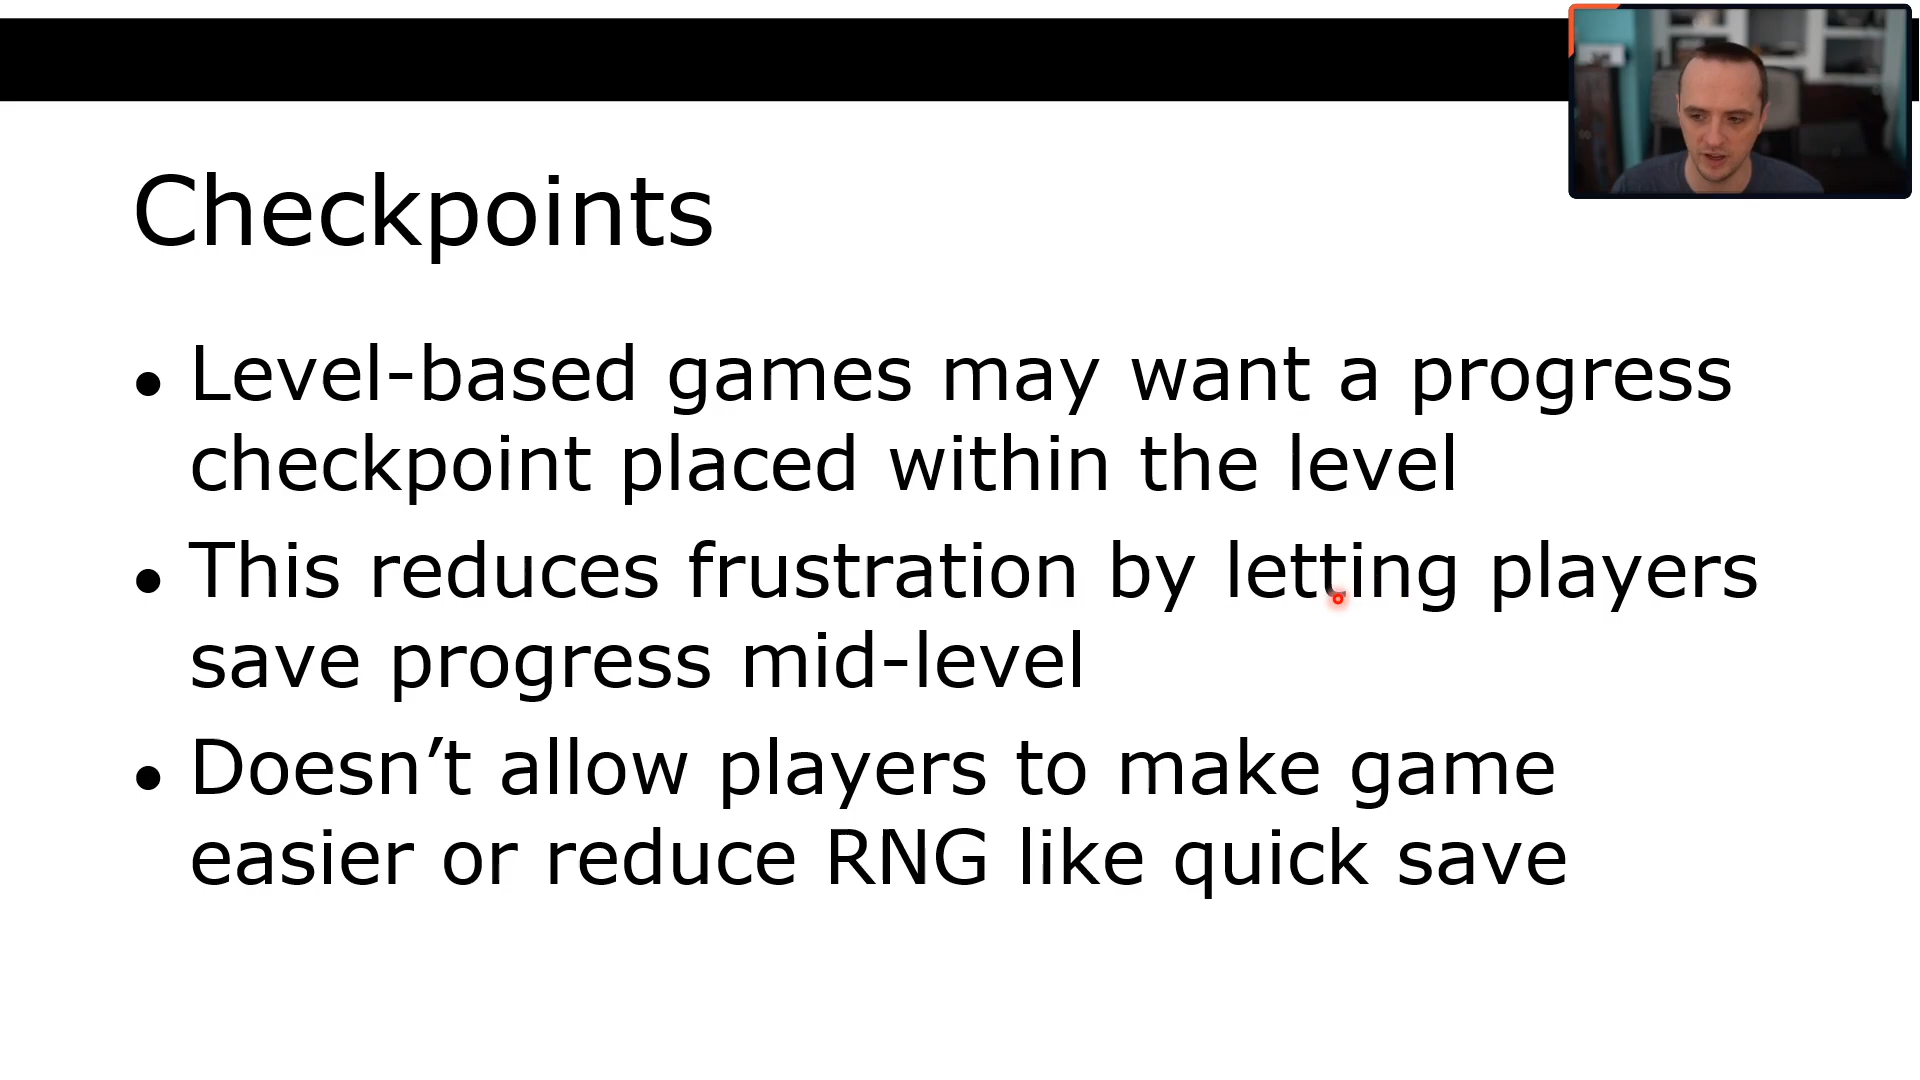 Checkpoints
● Level-based games may want a progress
checkpoint placed within the level
● This reduces frustration by letting players
save progress mid-level
● Doesn’t allow players to make game
easier or reduce RNG like quick save